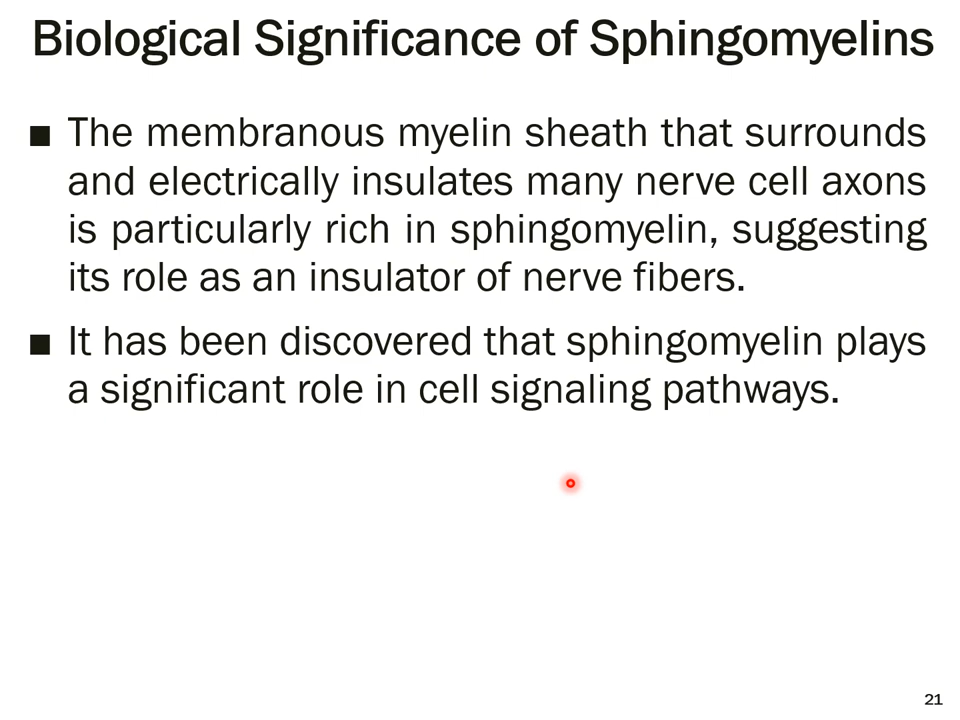 Biological Significance of Sphingomyelins
■ The membranous myelin sheath that surrounds
and electrically insulates many nerve cell axons
is particularly rich in sphingomyelin, suggesting
its role as an insulator of nerve fibers.
■ It has been discovered that sphingomyelin plays
a significant role in cell signaling pathways.
21